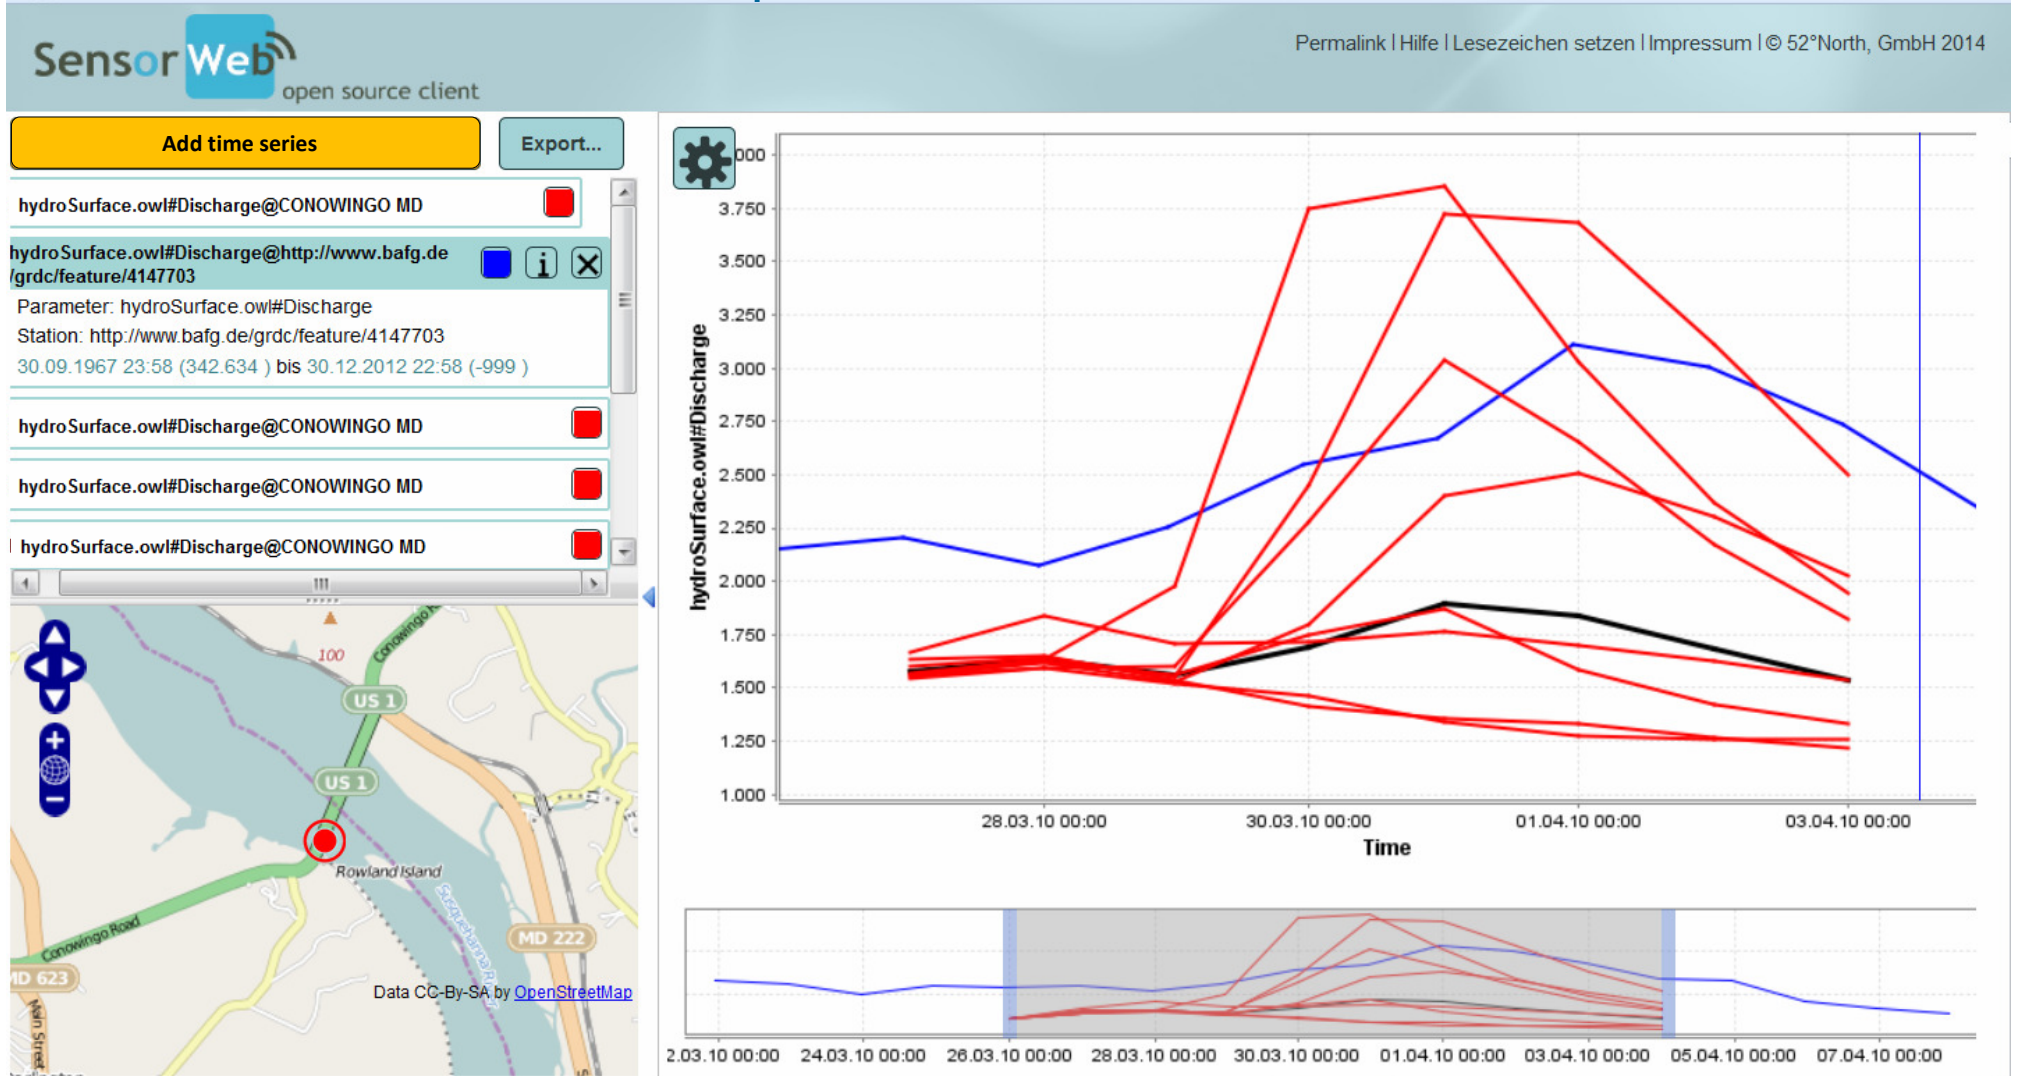 Sensor Web
open source client
Permalink | Hilfe | Lesezeichen setzen | Impressum | © 52°North, GmbH 2014
Add time series
Export...
hydroSurface.owl#Discharge@CONOWINGO MD
hydroSurface.owl#Discharge@http://www.bafg.de
/grdc/feature/4147703
Parameter: hydroSurface.owl#Discharge
Station: http://www.bafg.de/grdc/feature/4147703
30.09.1967 23:58 (342.634 ) bis 30.12.2012 22:58 (-999 )
hydroSurface.owl#Discharge@CONOWINGO MD
hydroSurface.owl#Discharge@CONOWINGO MD
hydroSurface.owl#Discharge@CONOWINGO MD
100
Conowingo
US 1
US 1
Rowland Island
Conowingo Road
Susquehanna
MD 222
MD 623
Main Street
Data CC-By-SA by OpenStreetMap
000
3.750
3.500
3.250
3.000
2.750
2.500
2.250
2.000
1.750
1.500
1.250
1.000
hydroSurface.owl#Discharge
28.03.10 00:00
30.03.10 00:00
01.04.10 00:00
03.04.10 00:00
Time
2.03.10 00:00
24.03.10 00:00
26.03.10 00:00
28.03.10 00:00
30.03.10 00:00
01.04.10 00:00
03.04.10 00:00
05.04.10 00:00
07.04.10 00:00